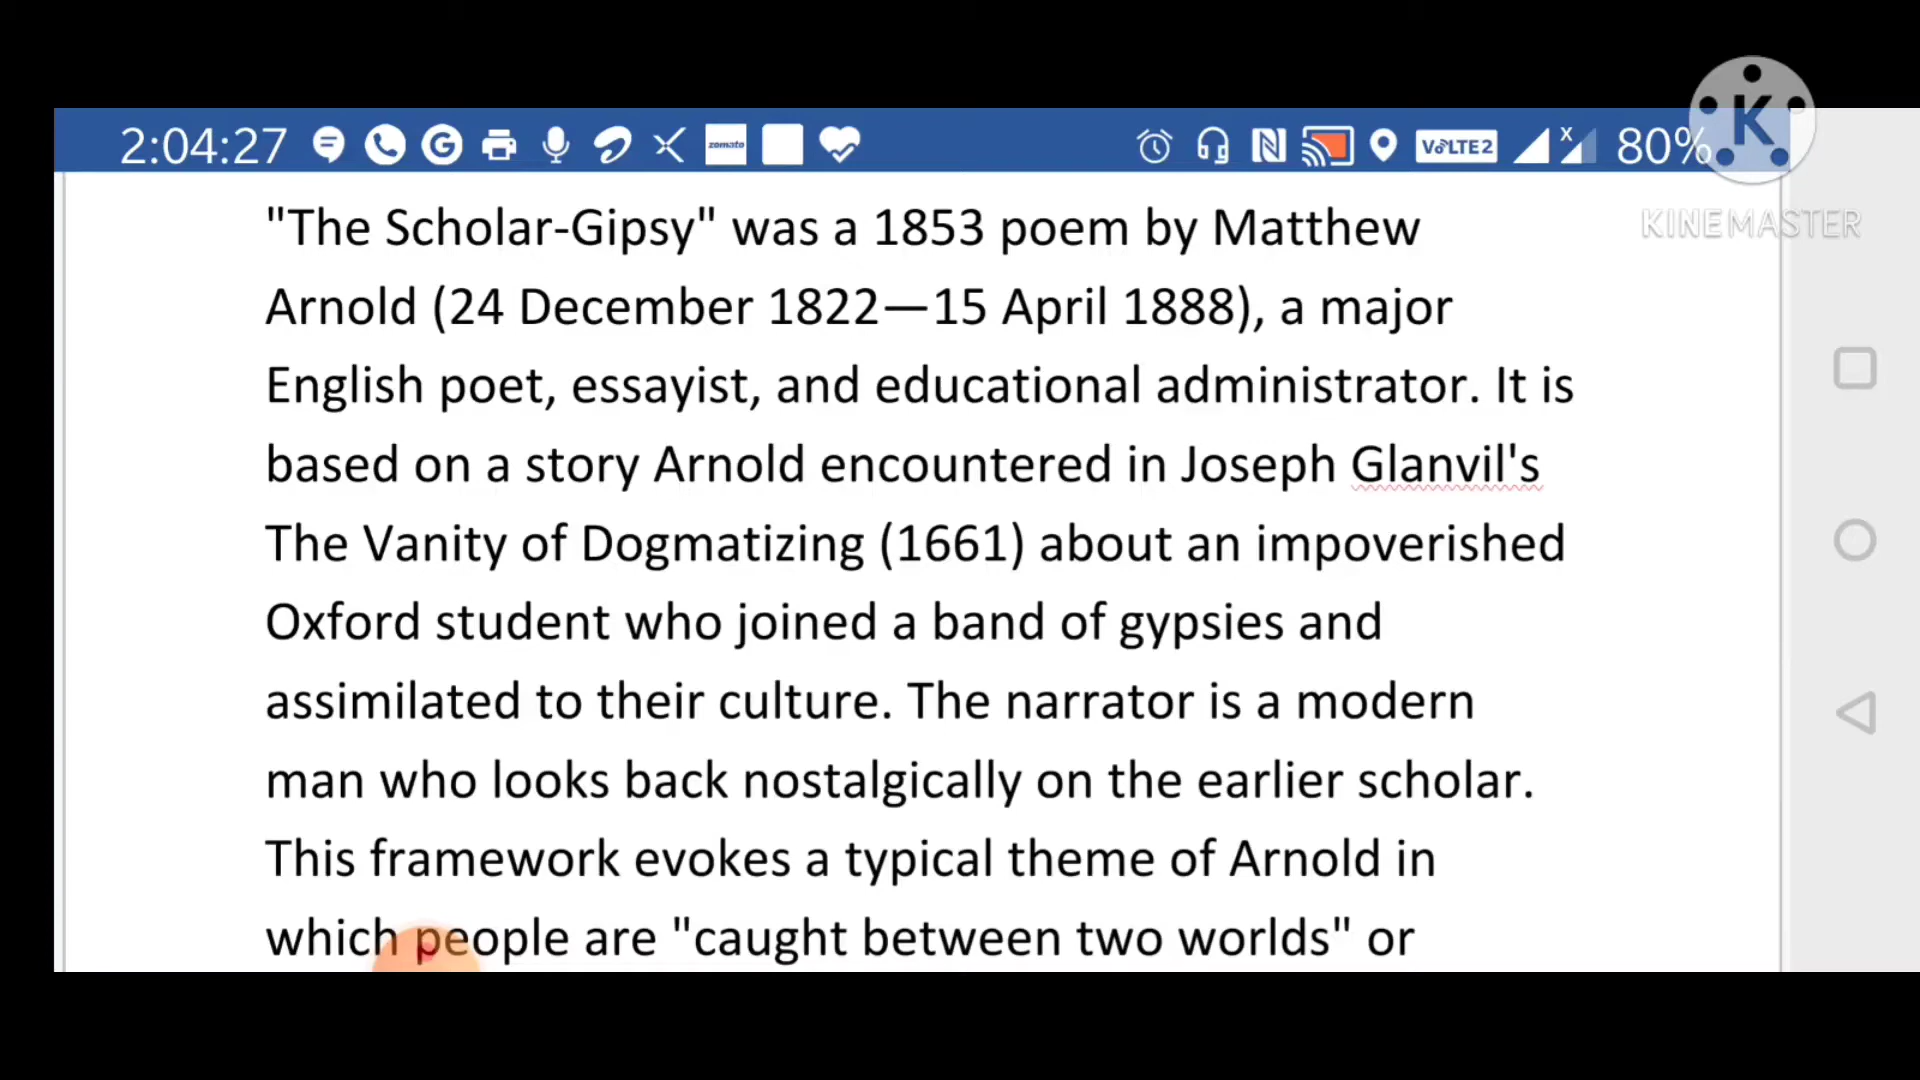 2:04:27 zomato VoLTE2 x 80%
K
KINEMASTER
"The Scholar-Gipsy" was a 1853 poem by Matthew
Arnold (24 December 1822—15 April 1888), a major
English poet, essayist, and educational administrator. It is
based on a story Arnold encountered in Joseph Glanvil's
The Vanity of Dogmatizing (1661) about an impoverished
Oxford student who joined a band of gypsies and
assimilated to their culture. The narrator is a modern
man who looks back nostalgically on the earlier scholar.
This framework evokes a typical theme of Arnold in
which people are "caught between two worlds" or